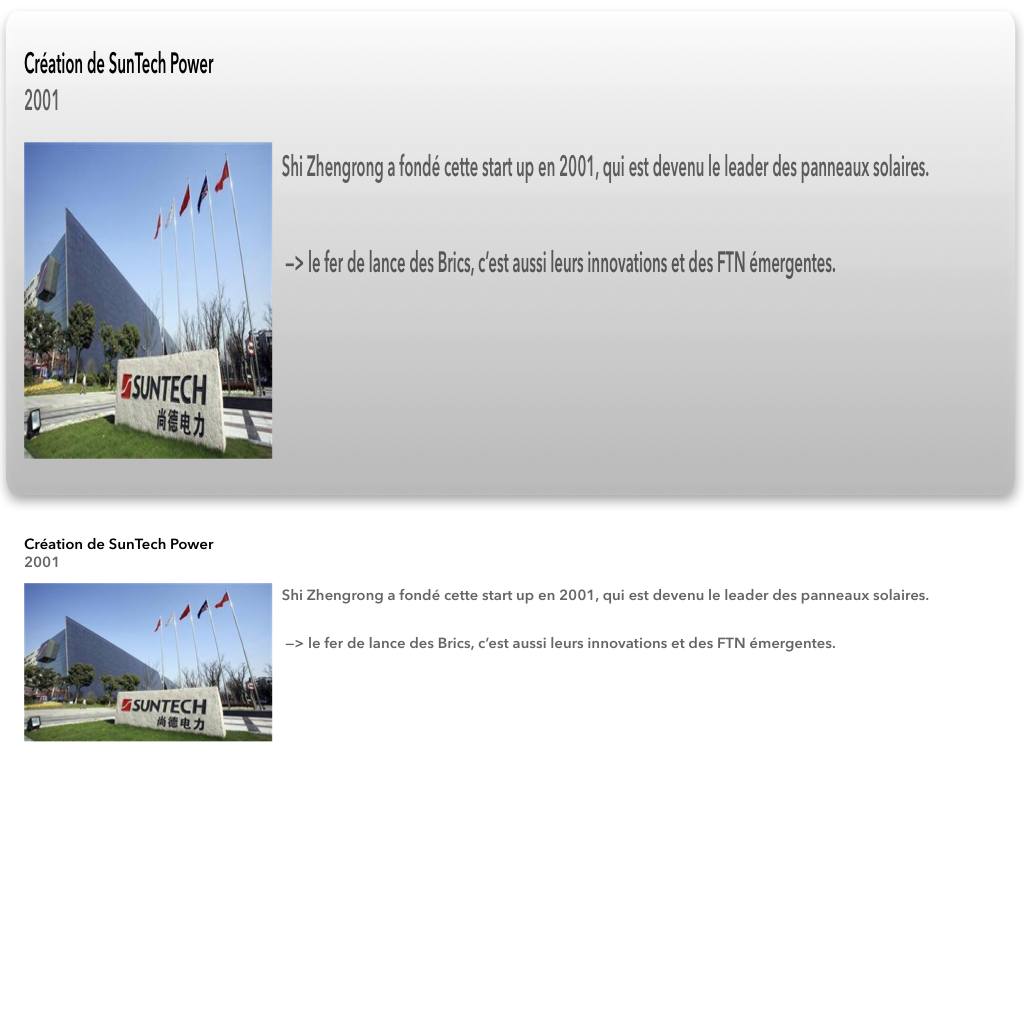 Création de SunTech Power
2001
Shi Zhengrong a fondé cette start up en 2001, qui est devenu le leader des panneaux solaires.
—> le fer de lance des Brics, c’est aussi leurs innovations et des FTN émergentes.
SUNTECH
尚德电力
Création de SunTech Power
2001
Shi Zhengrong a fondé cette start up en 2001, qui est devenu le leader des panneaux solaires.
—> le fer de lance des Brics, c’est aussi leurs innovations et des FTN émergentes.
SUNTECH
尚德电力